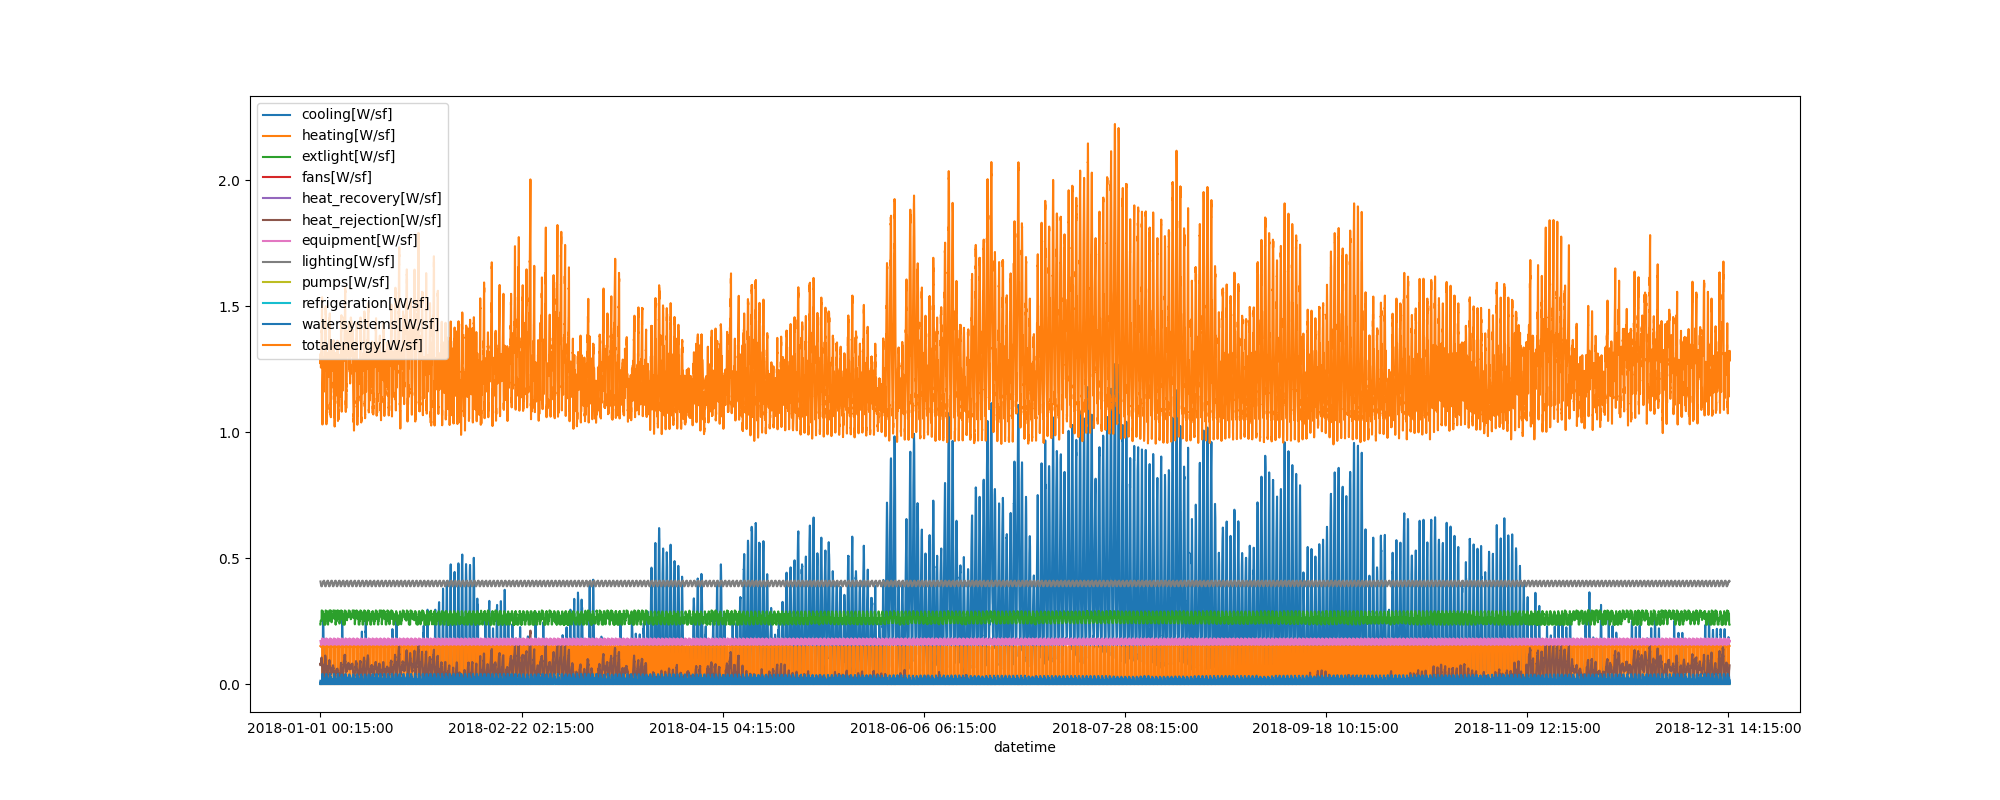 cooling[W/sf]
heating[W/sf]
extlight[W/sf]
fans[W/sf]
heat_recovery[W/sf]
heat_rejection[W/sf]
equipment[W/sf]
lighting[W/sf]
pumps[W/sf]
refrigeration[W/sf]
watersystems[W/sf]
totalenergy[W/sf]
2.0
1.5
1.0
0.5
0.0
2018-01-01 00:15:00 2018-02-22 02:15:00 2018-04-15 04:15:00 2018-06-06 06:15:00 2018-07-28 08:15:00 2018-09-18 10:15:00 2018-11-09 12:15:00 2018-12-31 14:15:00
datetime